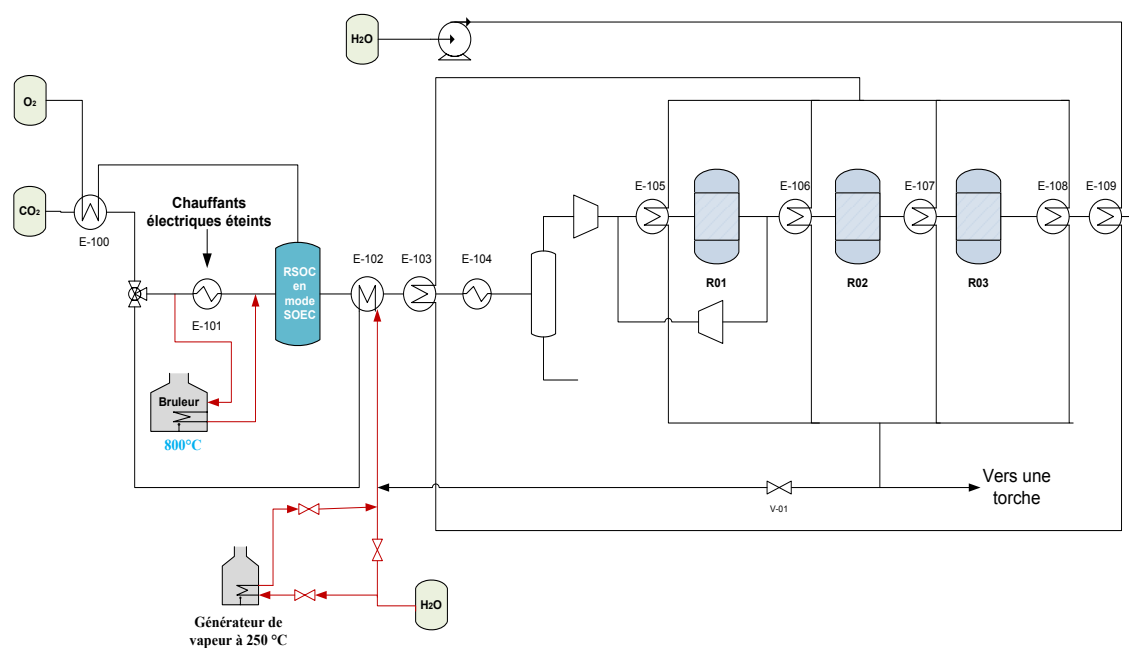 H2O
O2
CO2
E-100
Chauffants
électriques éteints
E-101
RSOC
en
mode
SOEC
E-102
E-103
E-104
E-105
R01
E-106
R02
E-107
R03
E-108
E-109
Bruleur
800°C
V-01
Vers une
torche
H2O
Générateur de
vapeur à 250 °C